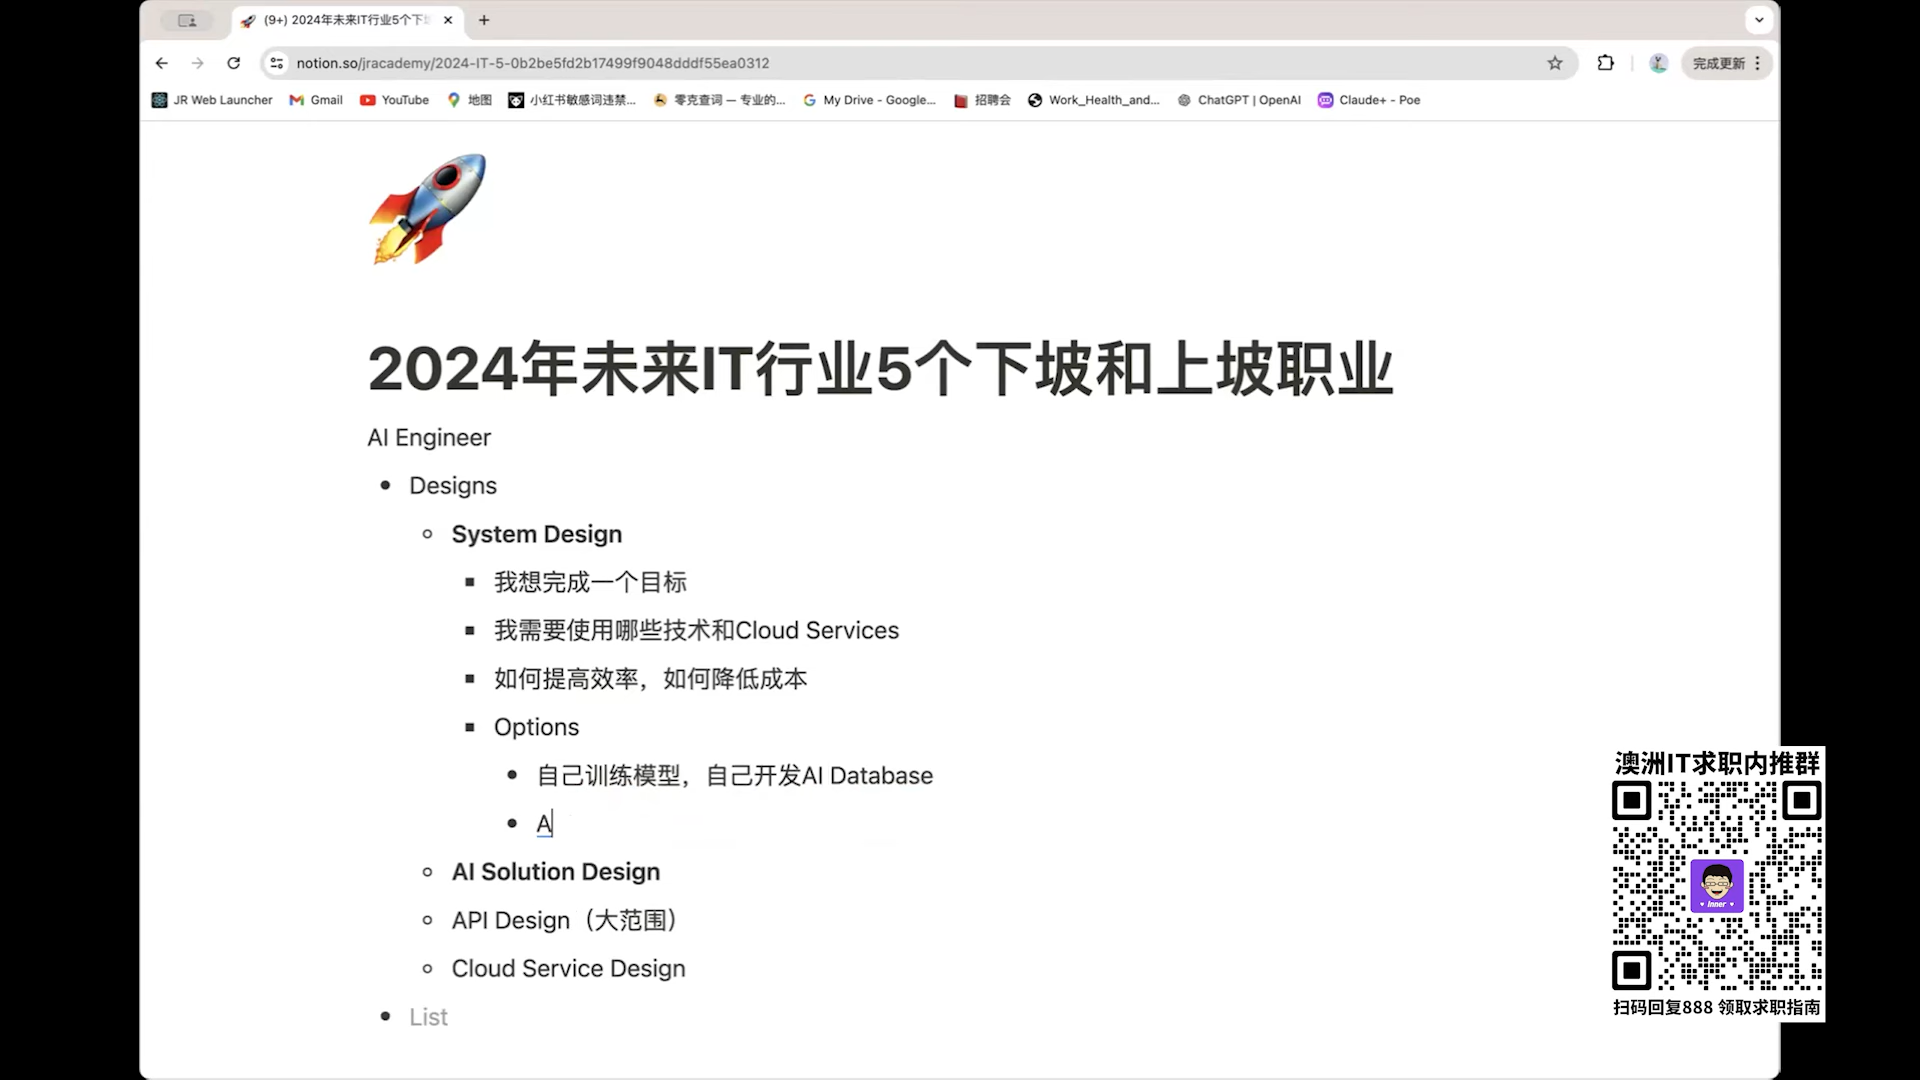 (9+) 2024年未来IT行业5个下坡
notion.so/jracademy/2024-IT-5-0b2be5fd2b17499f9048dddf55ea0312
完成更新
JR Web Launcher
Gmail
YouTube
地图
小红书敏感词违禁...
零克查词 — 专业的...
My Drive - Google...
招聘会
Work_Health_and...
ChatGPT | OpenAI
Claude+ - Poe
2024年未来IT行业5个下坡和上坡职业
AI Engineer
Designs
System Design
我想完成一个目标
我需要使用哪些技术和Cloud Services
如何提高效率，如何降低成本
Options
自己训练模型，自己开发AI Database
A
AI Solution Design
API Design（大范围）
Cloud Service Design
List
澳洲IT求职内推群
Inner
扫码回复888 领取求职指南